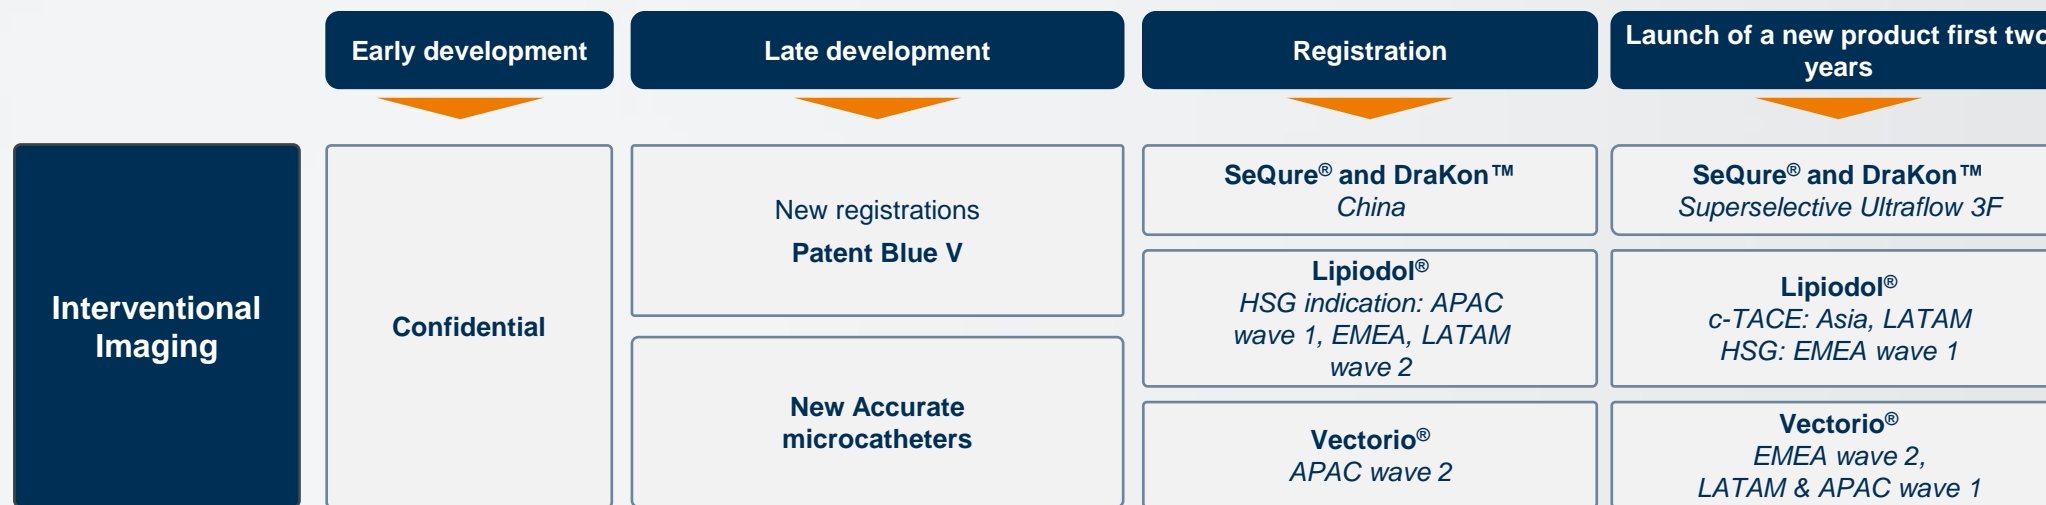 Early development
Late development
Registration
Launch of a new product first two
years
Interventional
Imaging
Confidential
New registrations
Patent Blue V
New Accurate
microcatheters
SeQure® and DraKon™
China
Lipiodol®
HSG indication: APAC
wave 1, EMEA, LATAM
wave 2
Vectorio®
APAC wave 2
SeQure® and DraKon™
Superselective Ultraflow 3F
Lipiodol®
c-TACE: Asia, LATAM
HSG: EMEA wave 1
Vectorio®
EMEA wave 2,
LATAM & APAC wave 1